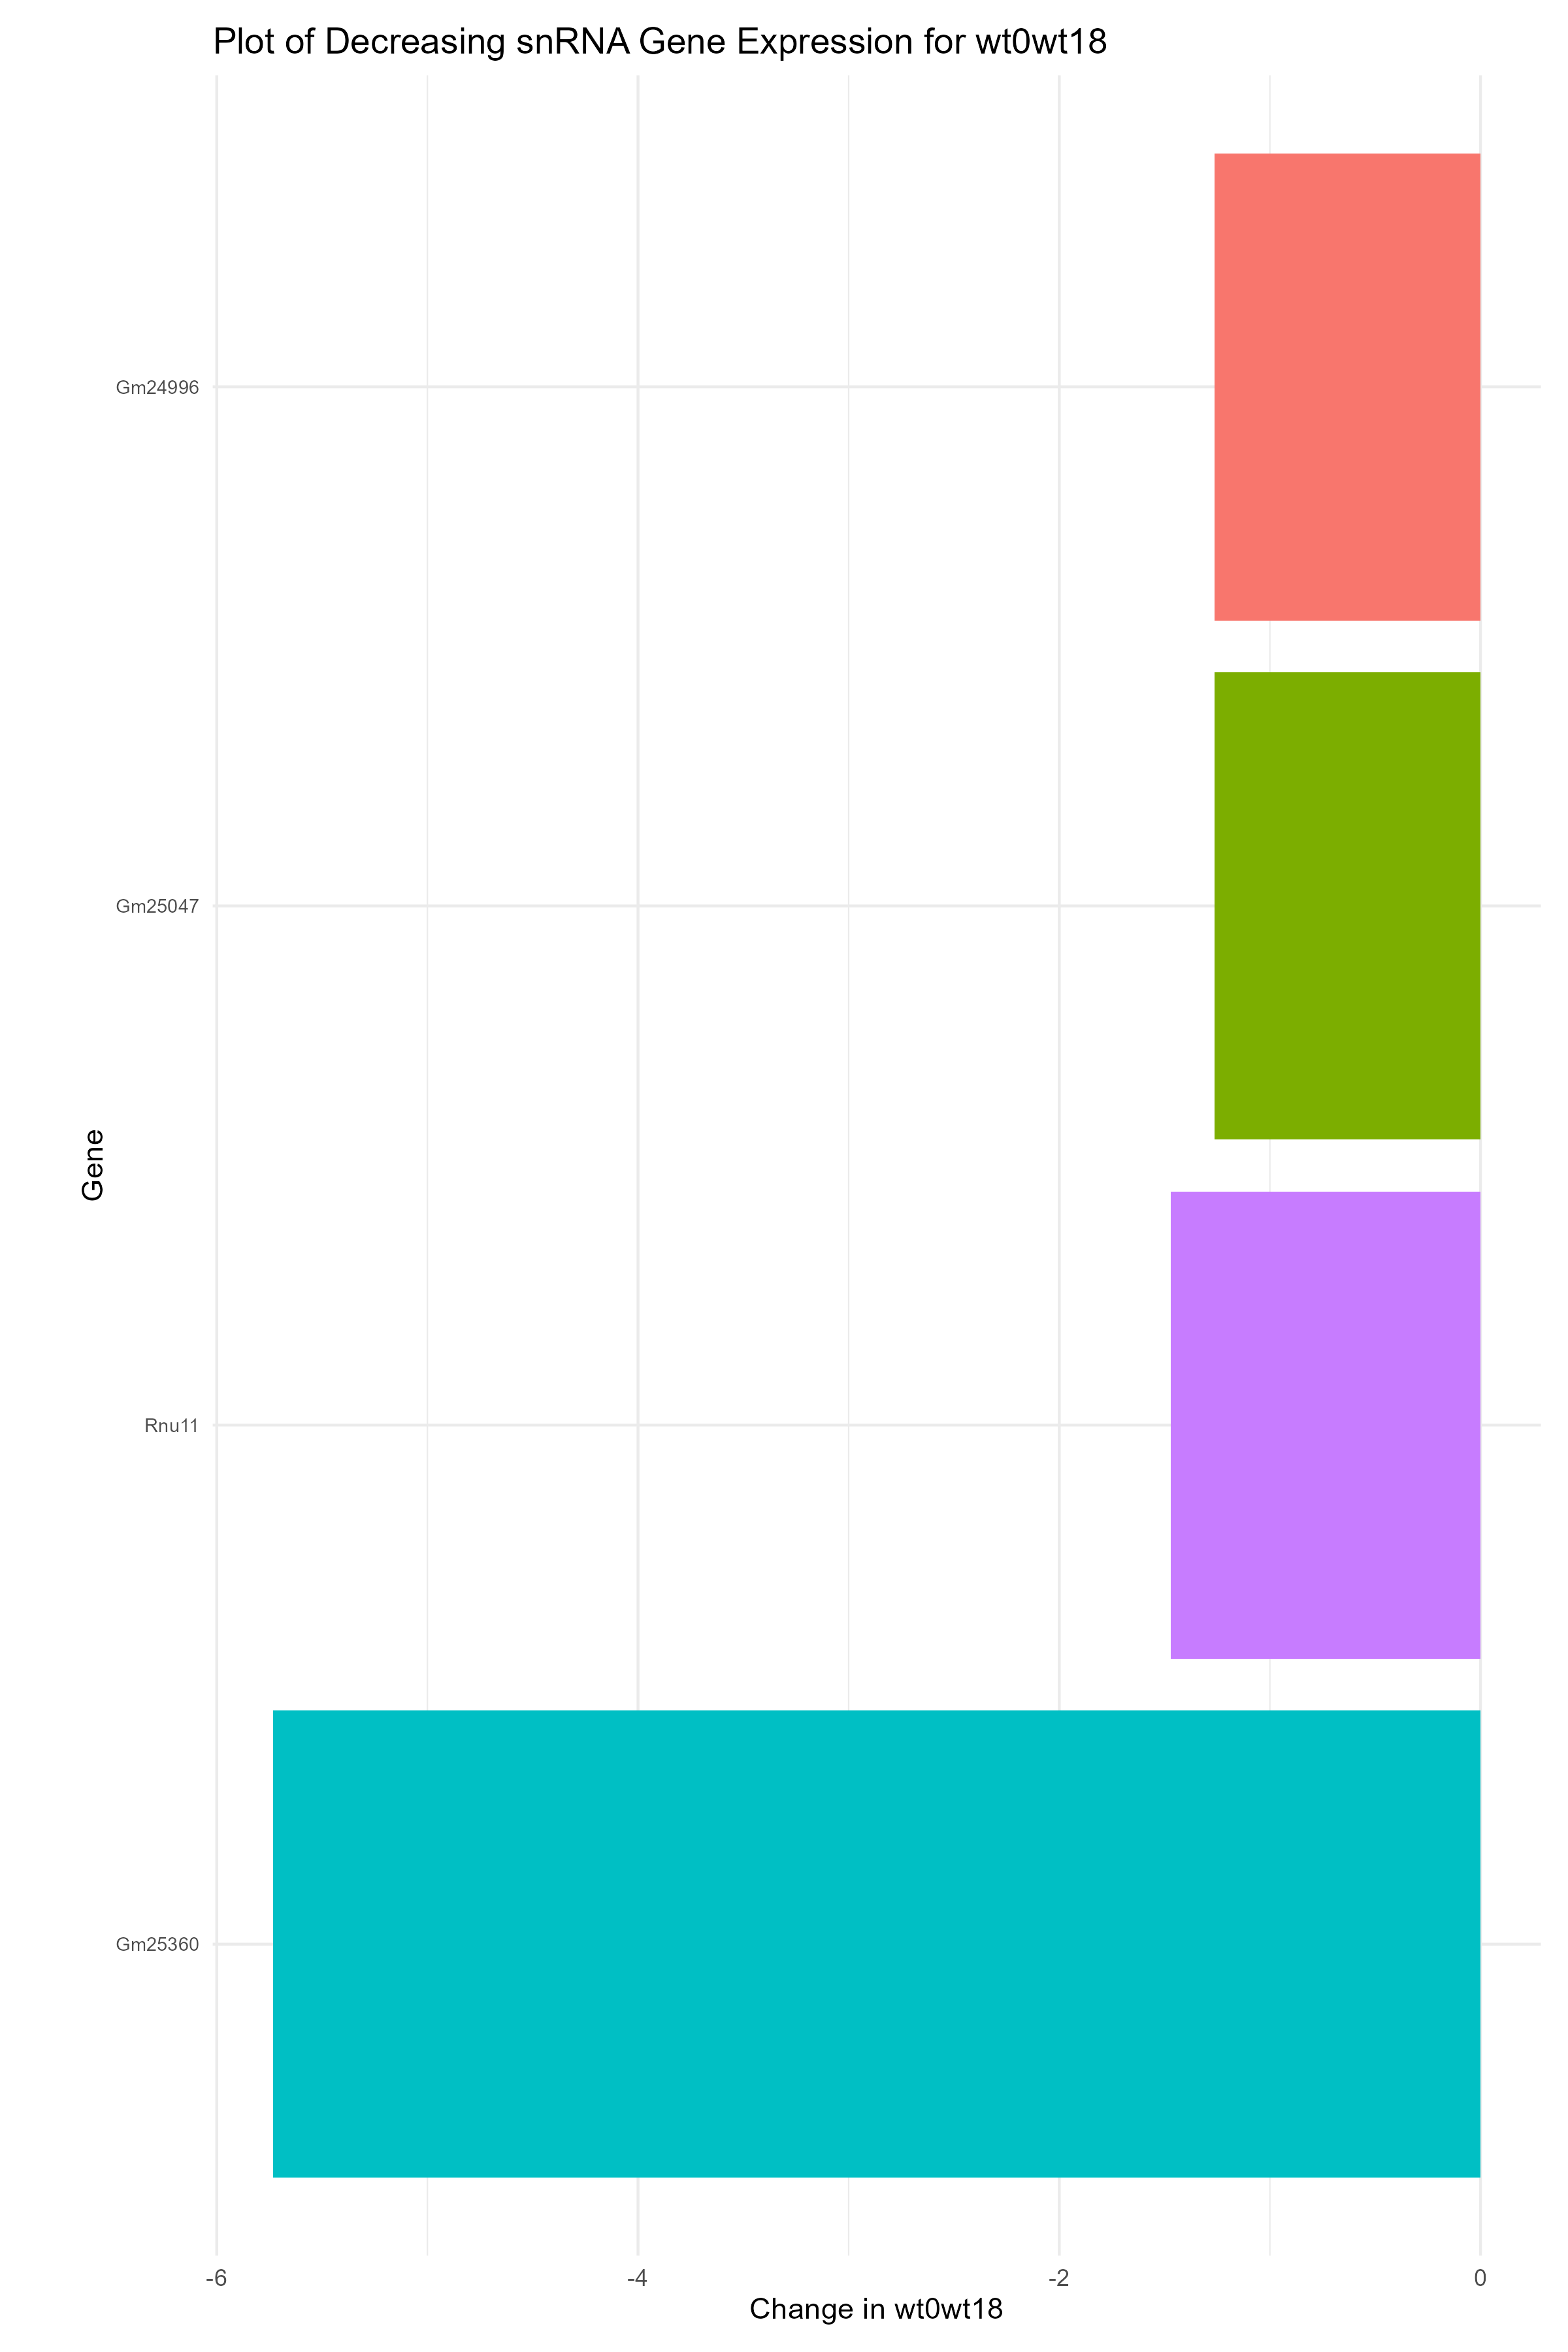 Plot of Decreasing snRNA Gene Expression for wt0wt18
Gm24996
Gm25047
Gene
Rnu11
Gm25360
-6 -4 -2 0
Change in wt0wt18